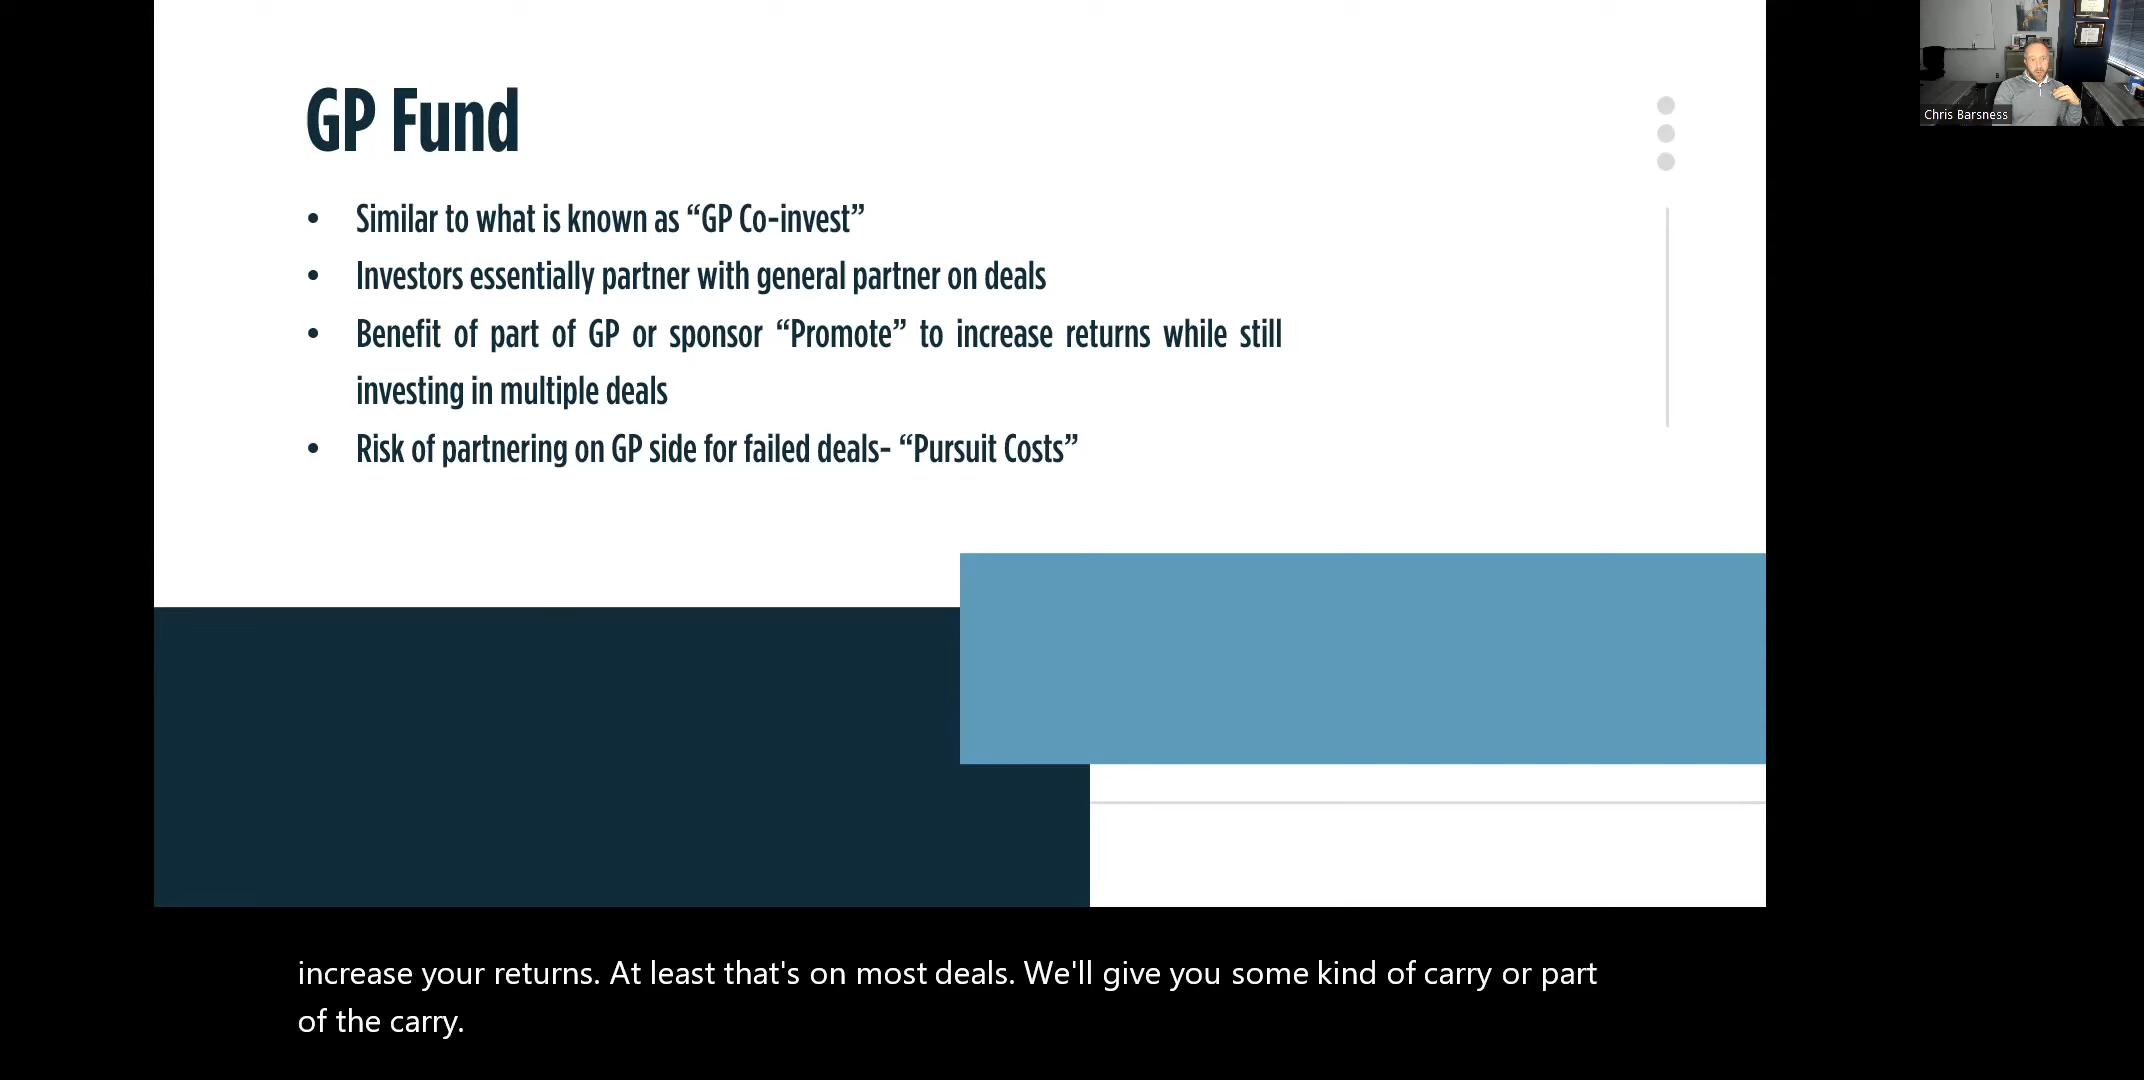 GP Fund
• Similar to what is known as “GP Co-invest”
• Investors essentially partner with general partner on deals
• Benefit of part of GP or sponsor “Promote” to increase returns while still
investing in multiple deals
• Risk of partnering on GP side for failed deals- “Pursuit Costs”
Chris Barsness
increase your returns. At least that's on most deals. We'll give you some kind of carry or part
of the carry.